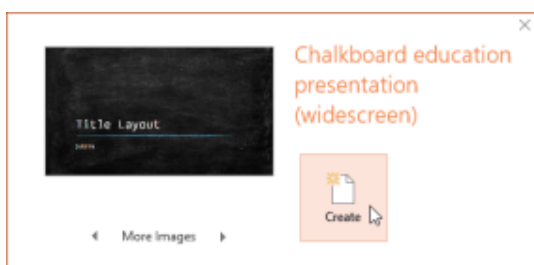 Chalkboard education
presentation
(widescreen)
Title Layout
Create
More Images